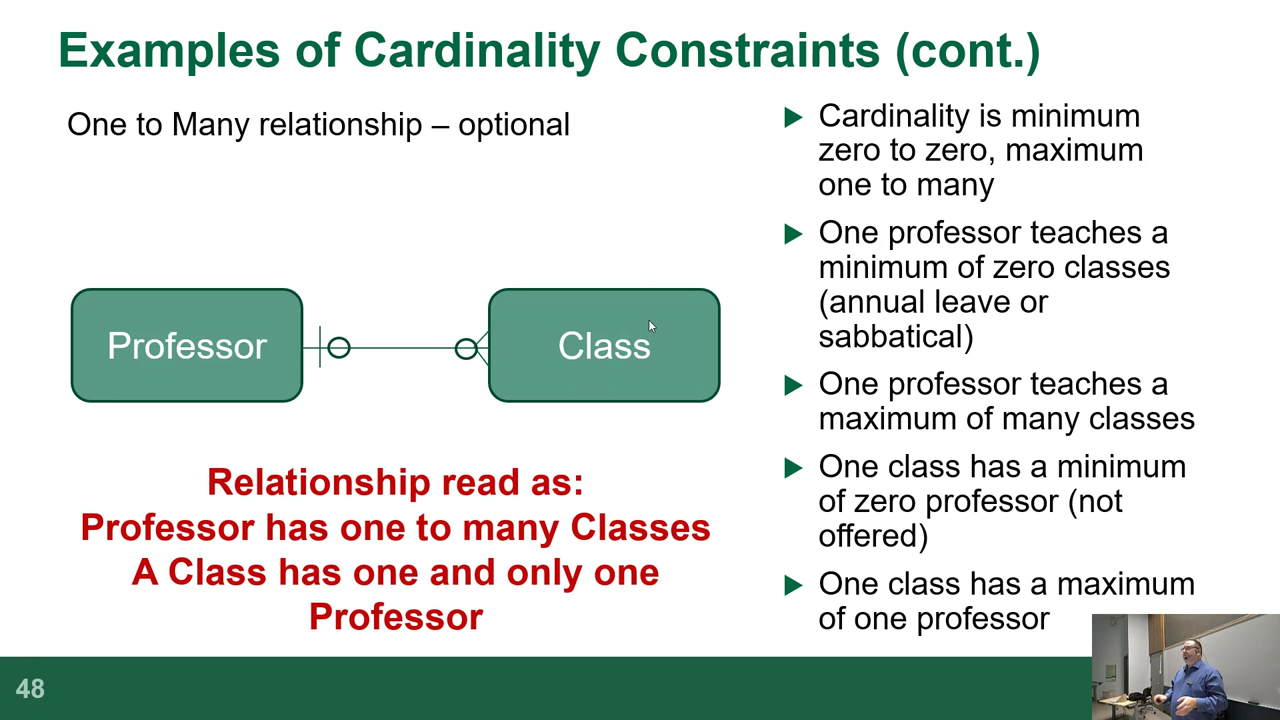 Examples of Cardinality Constraints (cont.)
One to Many relationship – optional
Professor
Class
Relationship read as:
Professor has one to many Classes
A Class has one and only one
Professor
Cardinality is minimum
zero to zero, maximum
one to many
One professor teaches a
minimum of zero classes
(annual leave or
sabbatical)
One professor teaches a
maximum of many classes
One class has a minimum
of zero professor (not
offered)
One class has a maximum
of one professor
48